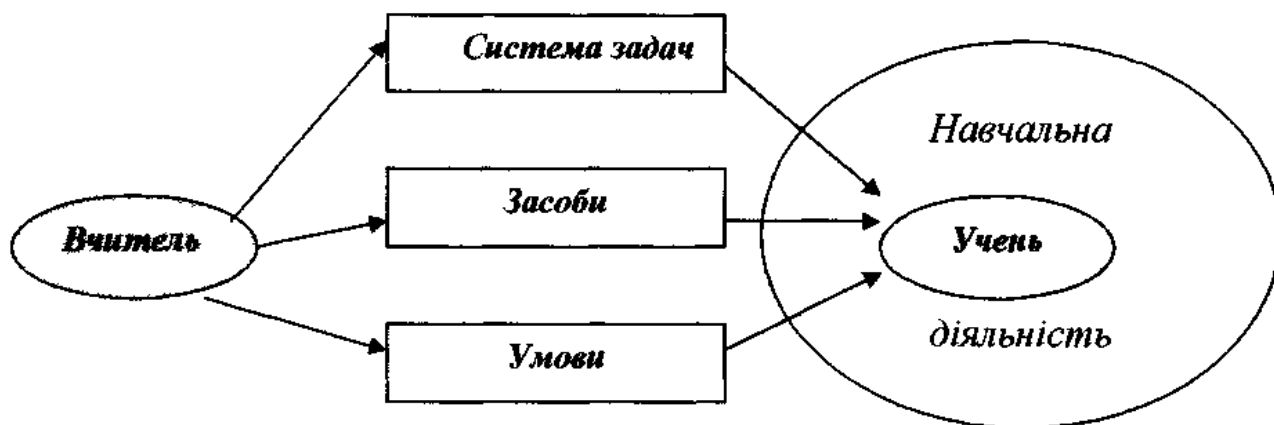 Система задач
Навчальна
Засоби
Вчитель
Учень
Умови
діяльність